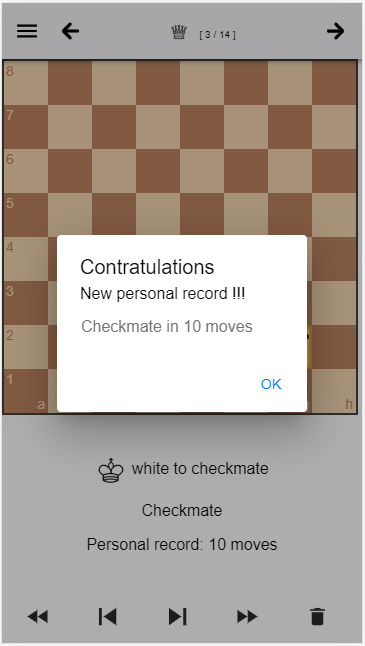 [ 3 / 14 ]
8
7
6
5
4
3
2
1
a
h
Contratulations
New personal record !!!
Checkmate in 10 moves
OK
white to checkmate
Checkmate
Personal record: 10 moves